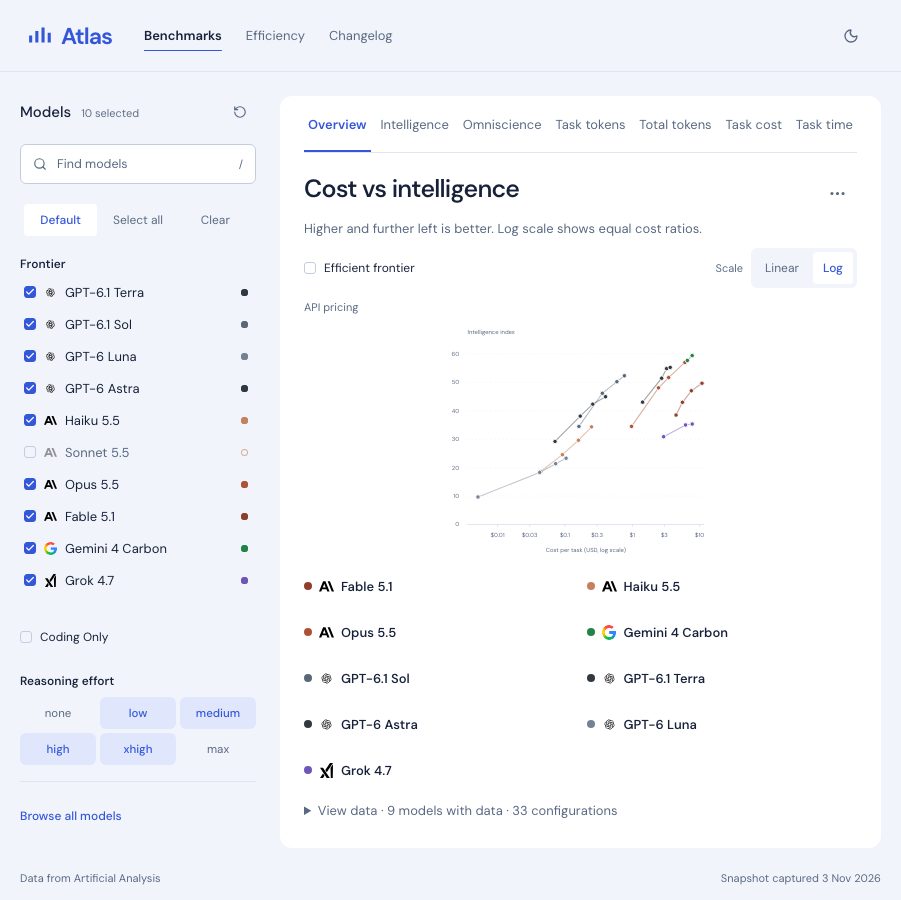 Atlas
Benchmarks Efficiency Changelog
Models 10 selected
Find models /
Default Select all Clear
Frontier
GPT-6.1 Terra
GPT-6.1 Sol
GPT-6 Luna
GPT-6 Astra
Haiku 5.5
Sonnet 5.5
Opus 5.5
Fable 5.1
Gemini 4 Carbon
Grok 4.7
Coding Only
Reasoning effort
none low medium
high xhigh max
Browse all models
Overview Intelligence Omniscience Task tokens Total tokens Task cost Task time
Cost vs intelligence
Higher and further left is better. Log scale shows equal cost ratios.
Efficient frontier Scale Linear Log
API pricing
Intelligence index
60
50
40
30
20
10
0
$0.01 $0.03 $0.1 $0.3 $1 $3 $10
Cost per task (USD, log scale)
Fable 5.1 Haiku 5.5
Opus 5.5 Gemini 4 Carbon
GPT-6.1 Sol GPT-6.1 Terra
GPT-6 Astra GPT-6 Luna
Grok 4.7
View data · 9 models with data · 33 configurations
Data from Artificial Analysis Snapshot captured 3 Nov 2026